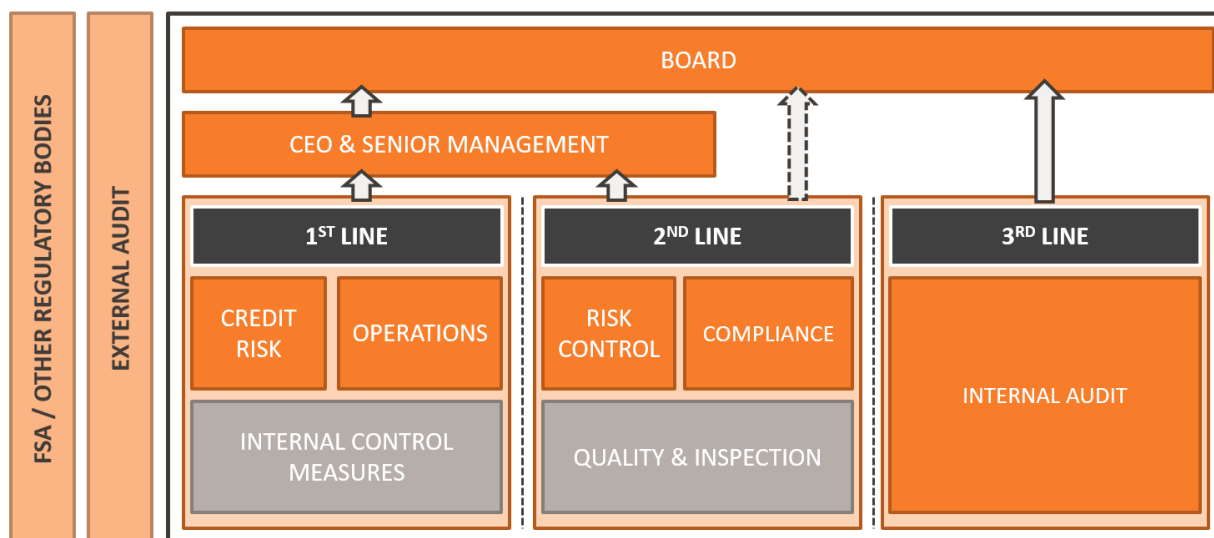 FSA / OTHER REGULATORY BODIES
EXTERNAL AUDIT
BOARD
CEO & SENIOR MANAGEMENT
1ST LINE
2ND LINE
3RD LINE
CREDIT
RISK
OPERATIONS
RISK
CONTROL
COMPLIANCE
INTERNAL AUDIT
INTERNAL CONTROL
MEASURES
QUALITY & INSPECTION